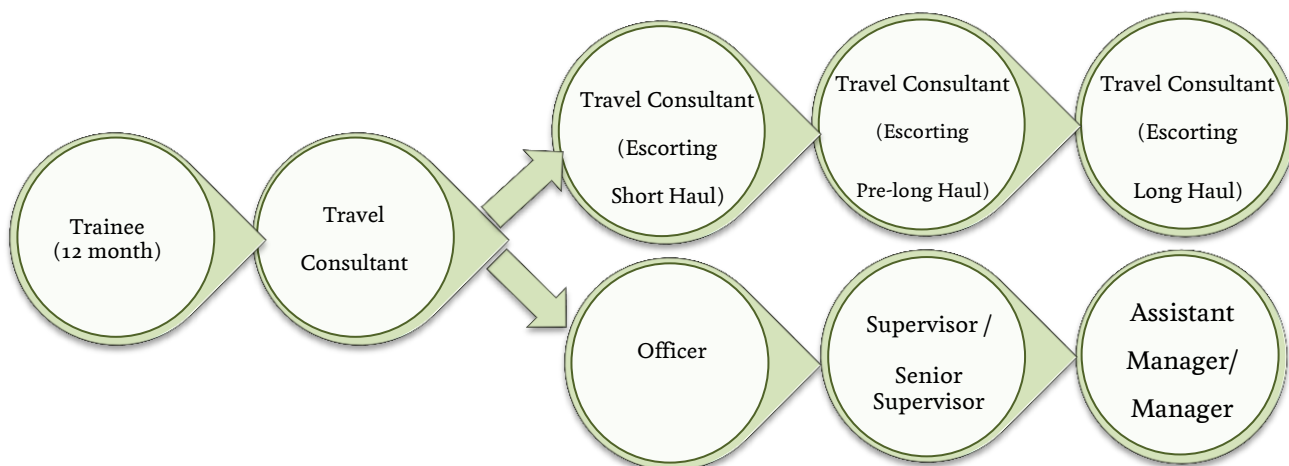 Trainee
(12 month)
Travel
Consultant
Travel Consultant
(Escorting
Short Haul)
Travel Consultant
(Escorting
Pre-long Haul)
Travel Consultant
(Escorting
Long Haul)
Officer
Supervisor /
Senior
Supervisor
Assistant
Manager/
Manager